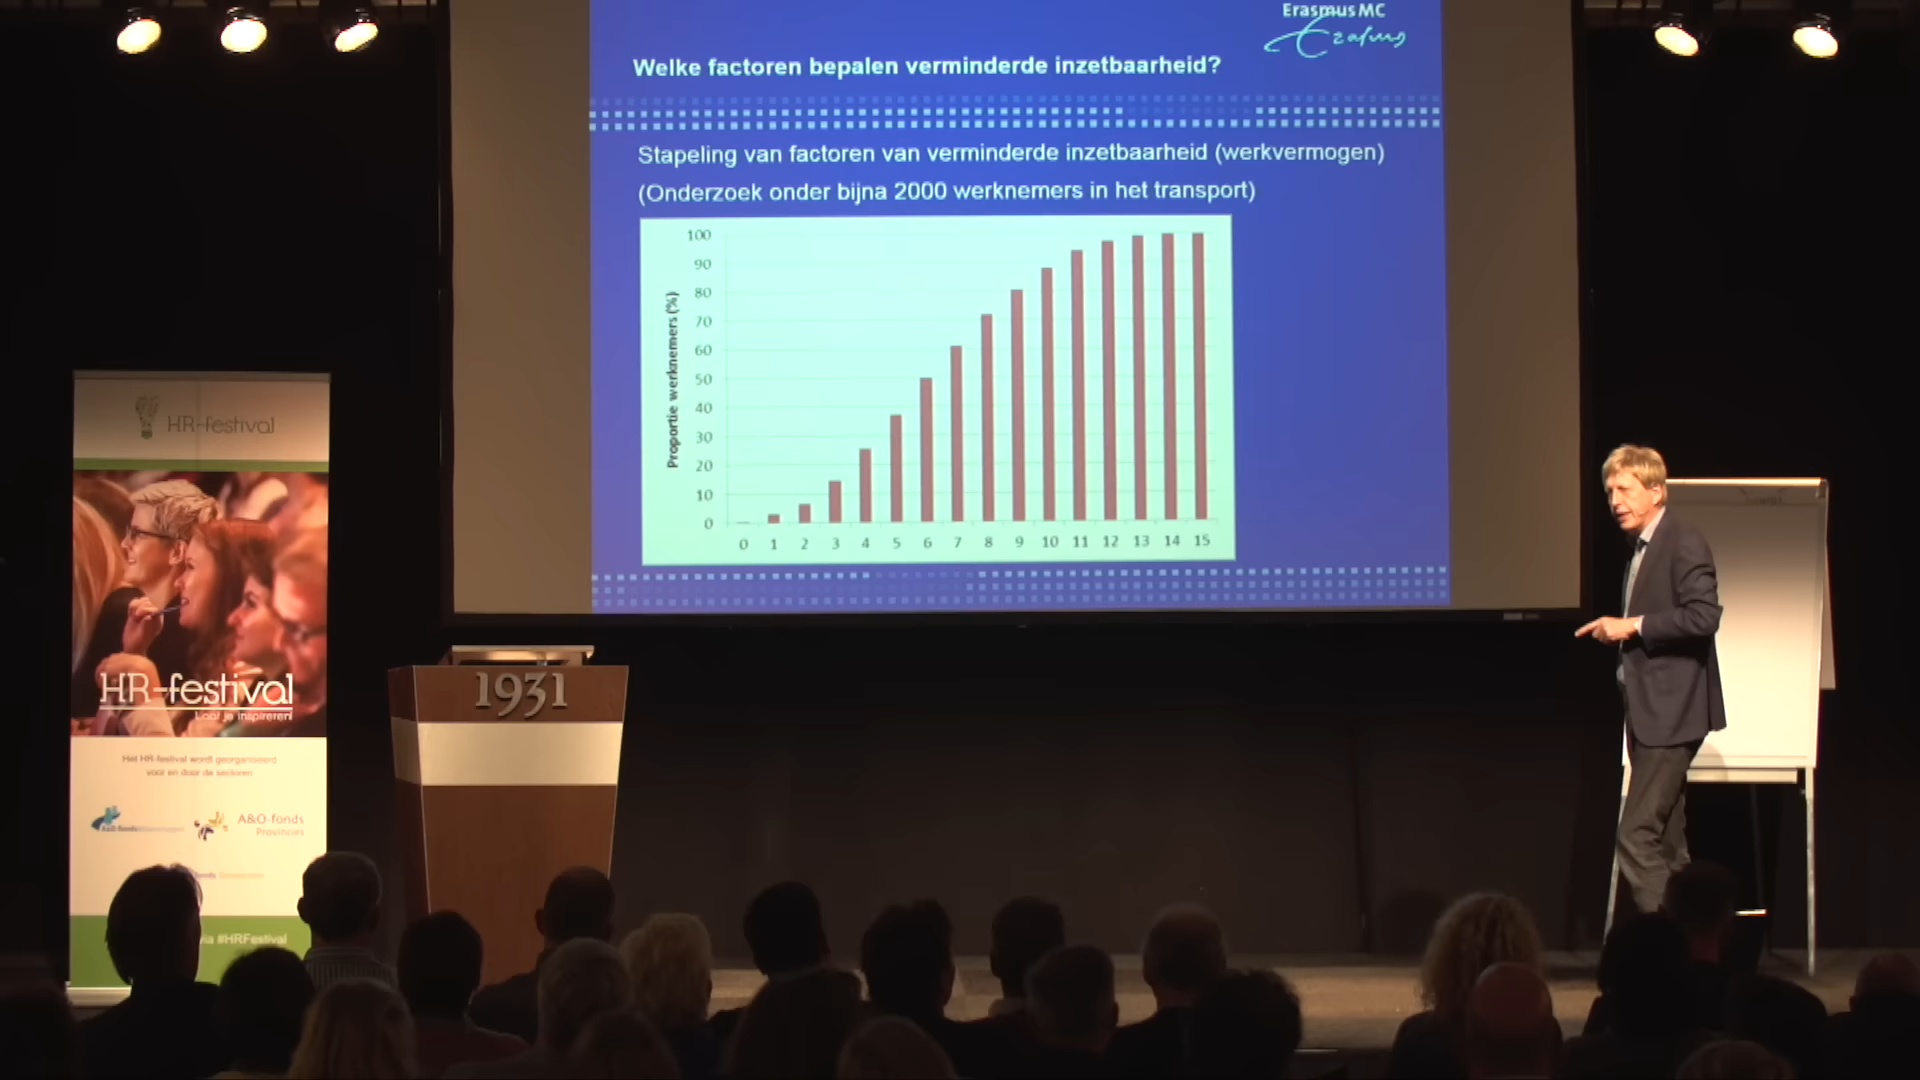 Erasmus MC
Erasmus
Welke factoren bepalen verminderde inzetbaarheid?
Stapeling van factoren van verminderde inzetbaarheid (werkvermogen)
(Onderzoek onder bijna 2000 werknemers in het transport)
100
90
80
70
60
50
40
30
20
10
0
Proportie werknemers (%)
0 1 2 3 4 5 6 7 8 9 10 11 12 13 14 15
HR-festival
HR-festival
Laat je inspireren!
Het HR-festival wordt georganiseerd
voor en door de sectoren
A&O-fonds
Provincies
via #HRFestival
1931